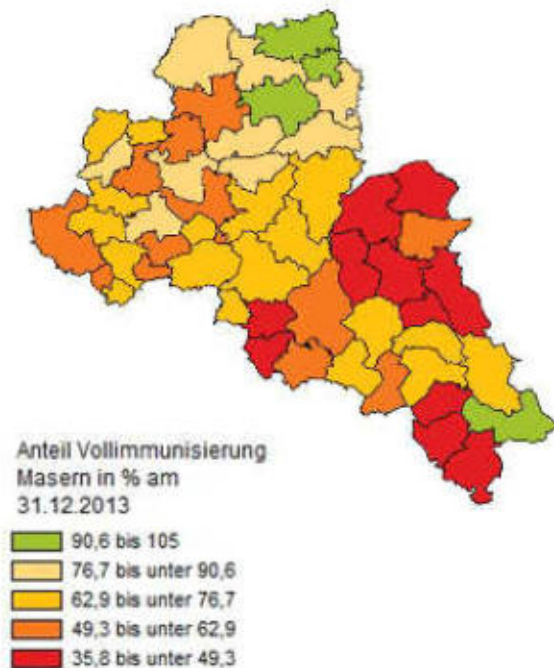 Anteil Vollimmunisierung
Masern in % am
31.12.2013
90,6 bis 105
76,7 bis unter 90,6
62,9 bis unter 76,7
49,3 bis unter 62,9
35,8 bis unter 49,3